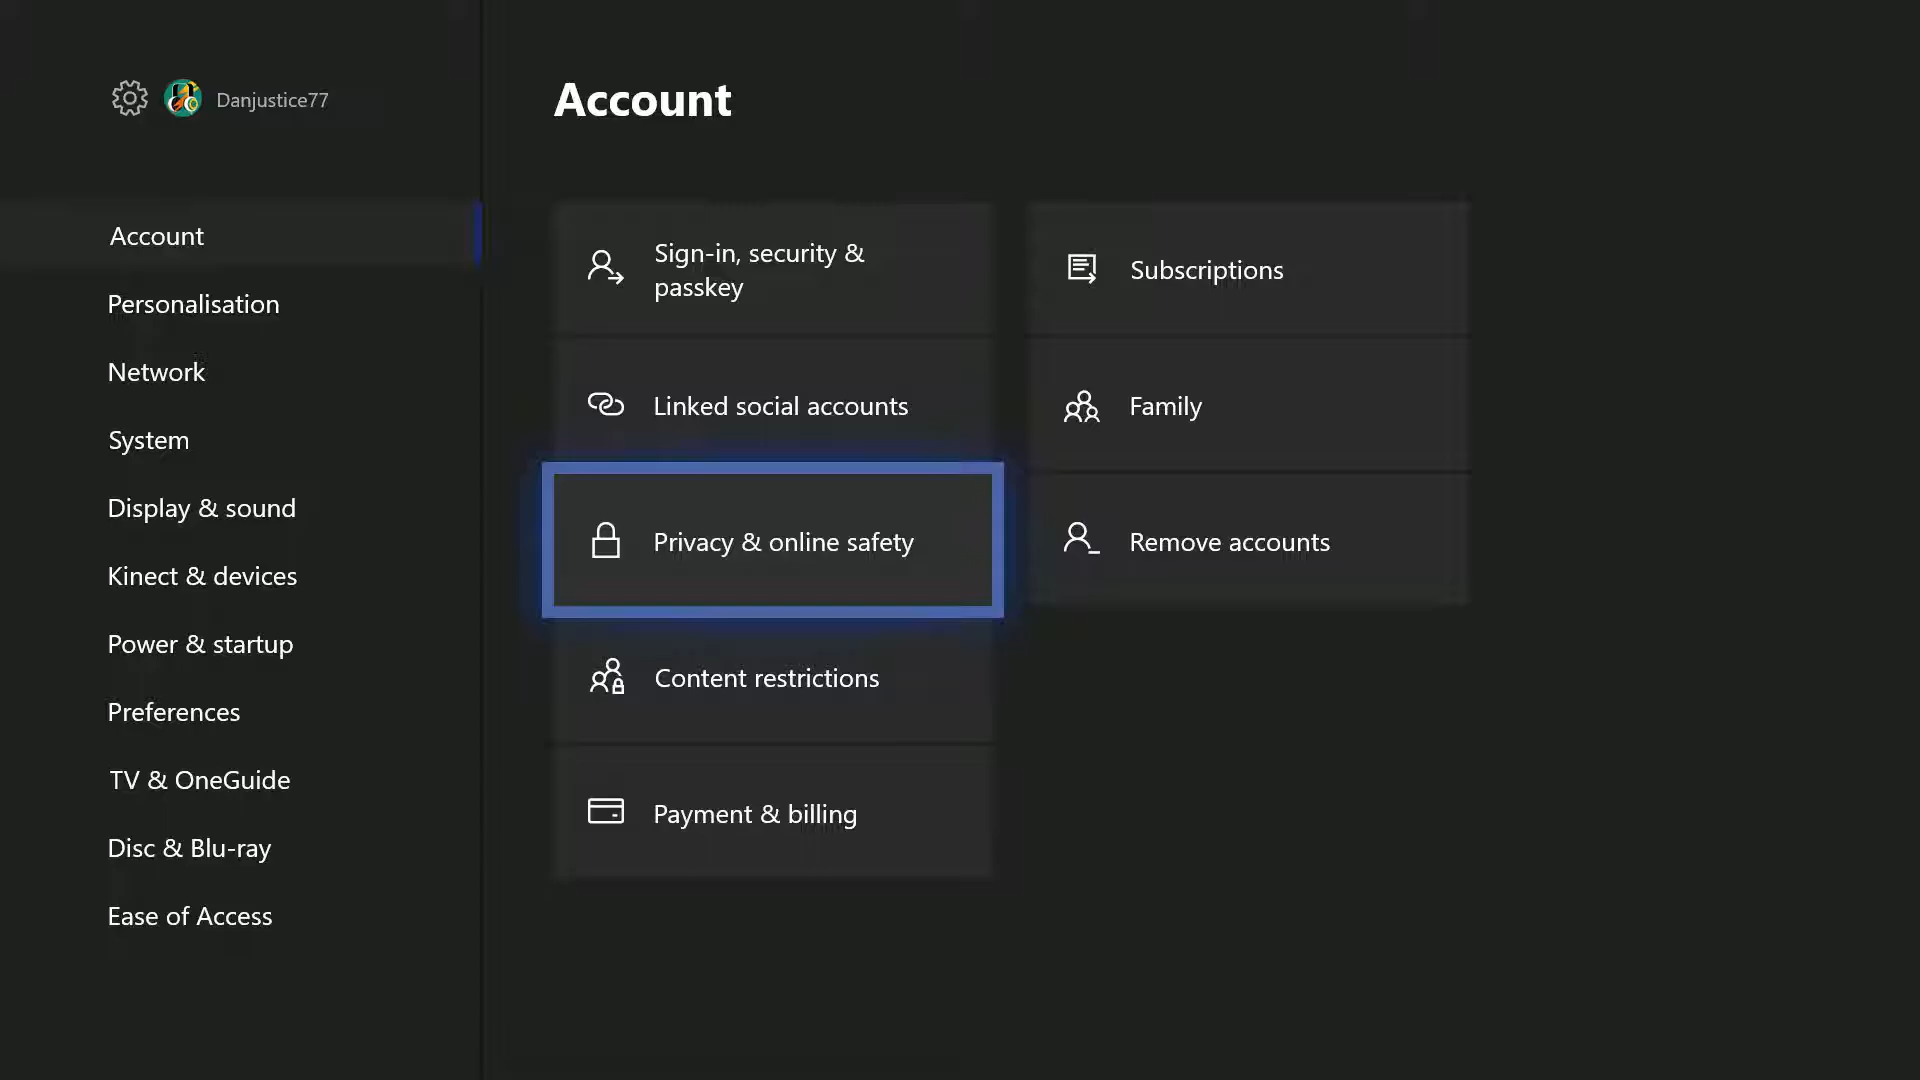 Danjustice77
Account
Personalisation
Network
System
Display & sound
Kinect & devices
Power & startup
Preferences
TV & OneGuide
Disc & Blu-ray
Ease of Access
Account
Sign-in, security &
passkey
Linked social accounts
Privacy & online safety
Content restrictions
Payment & billing
Subscriptions
Family
Remove accounts